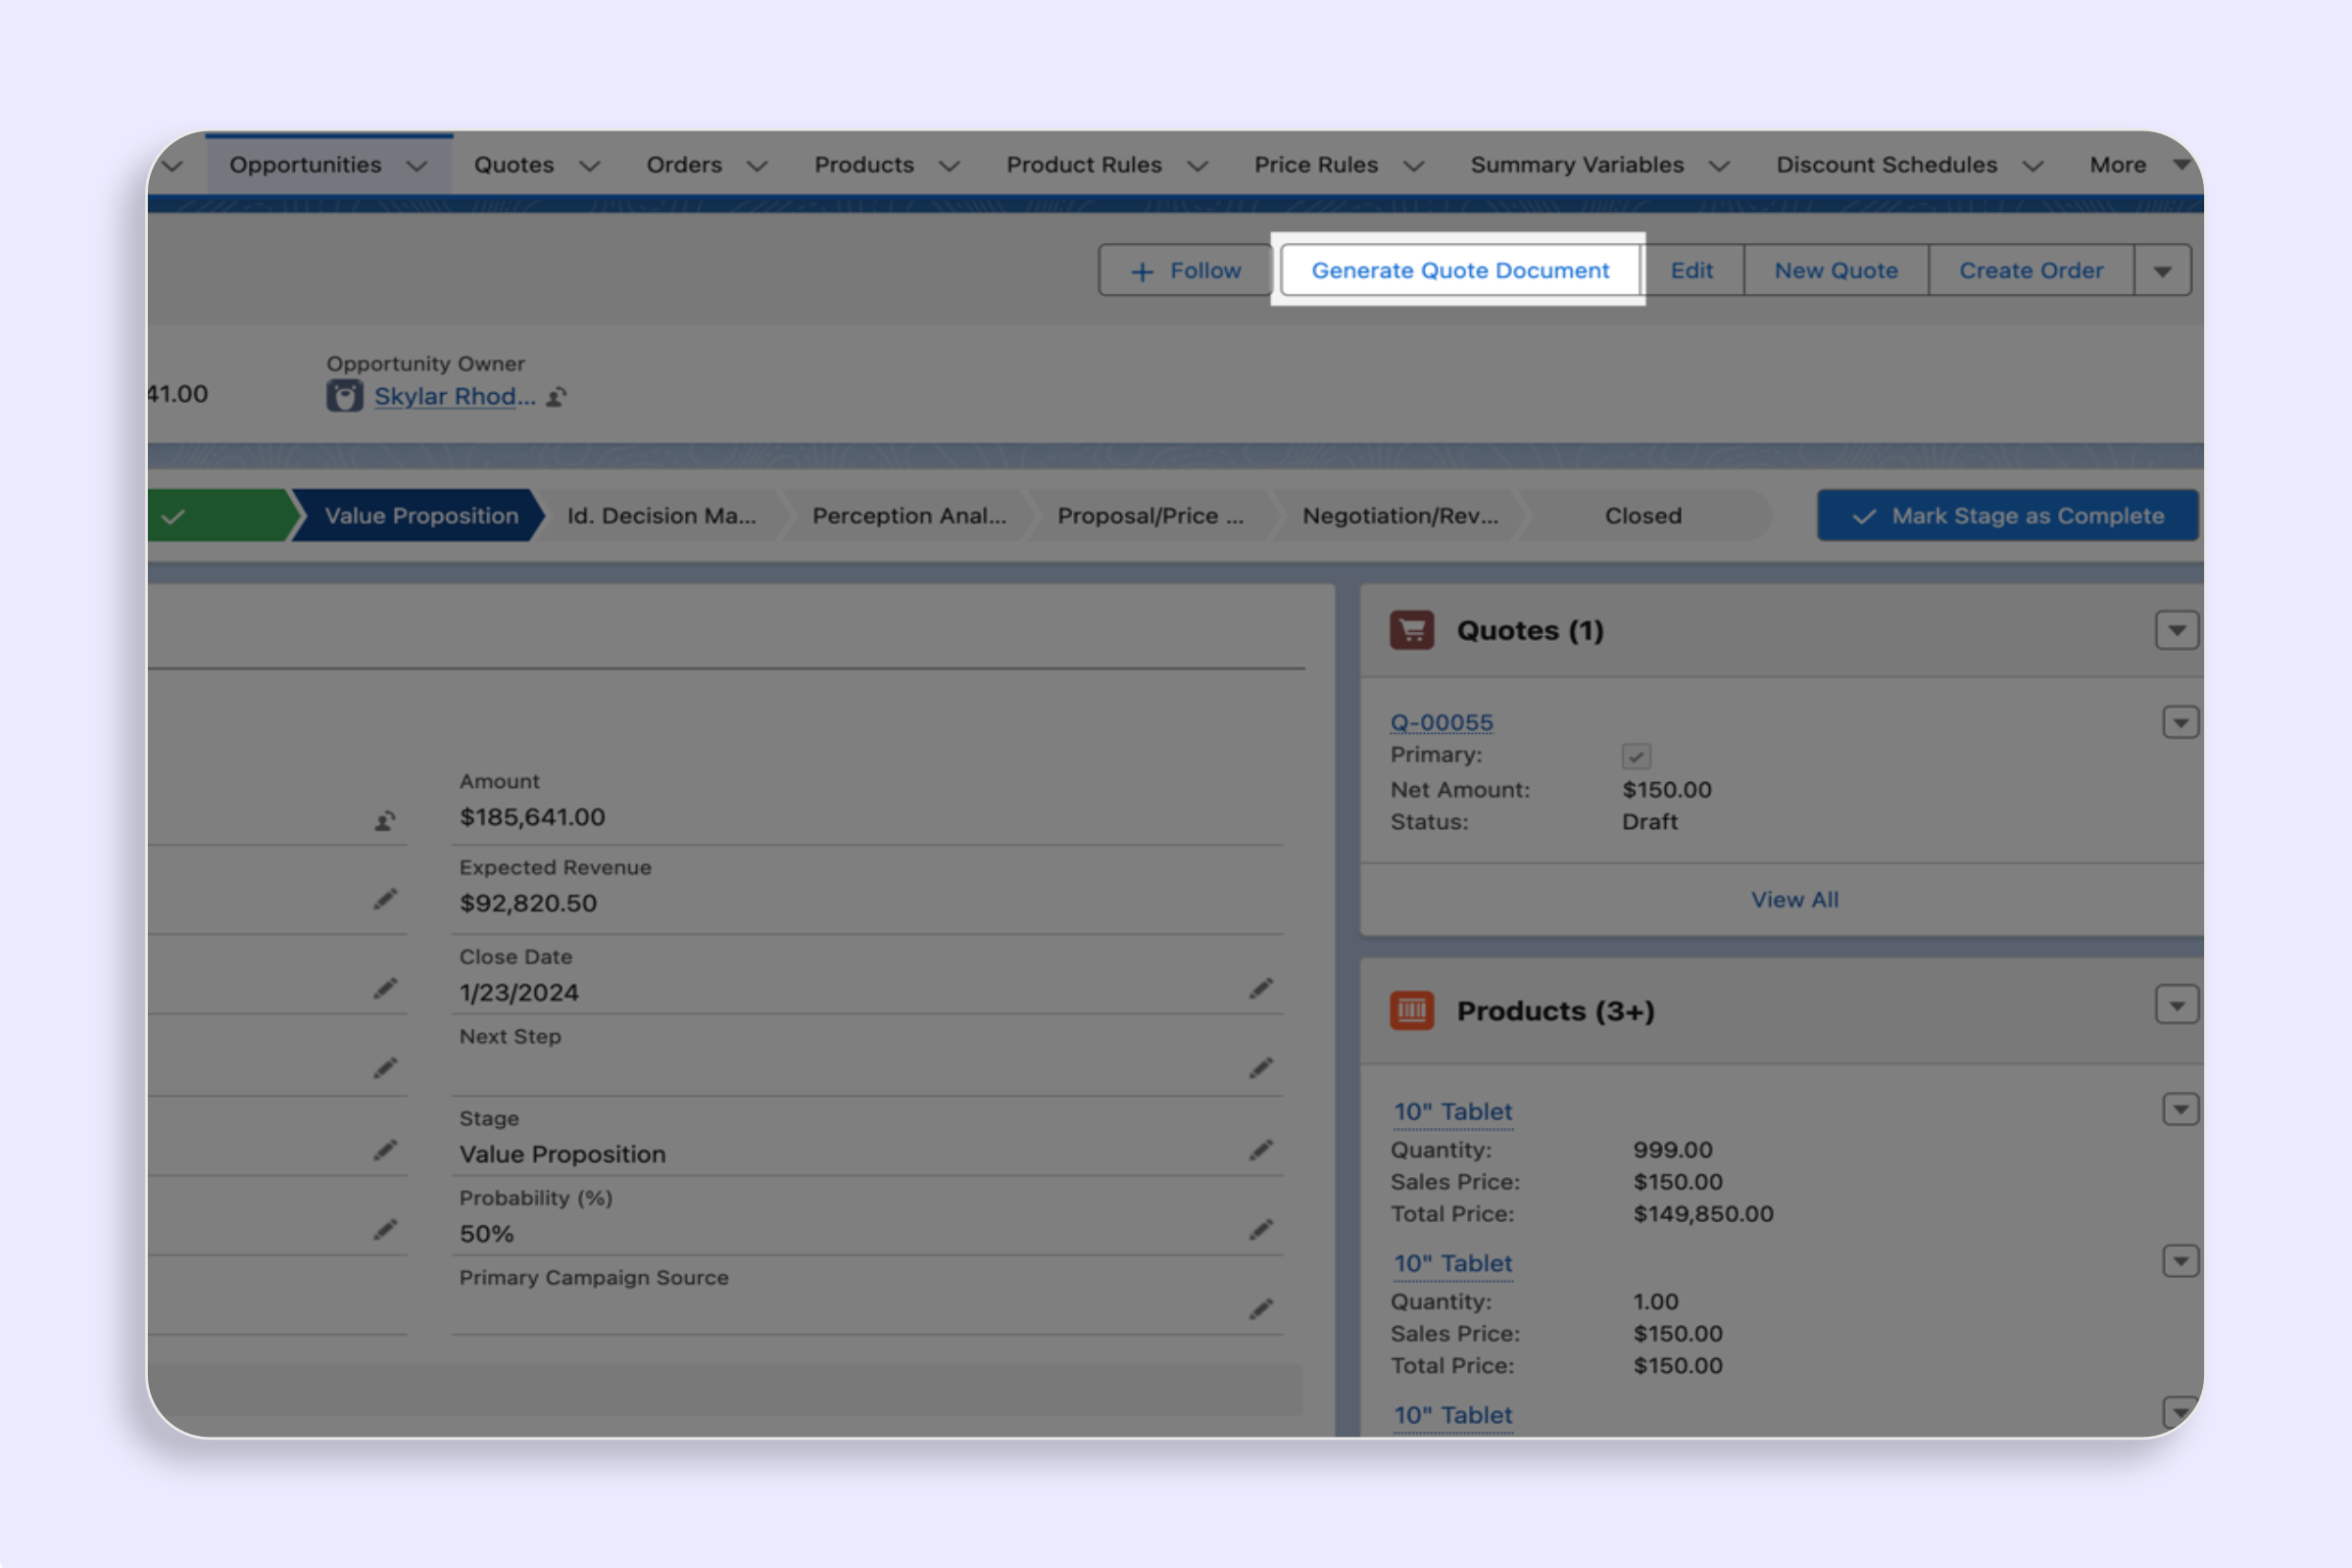 Opportunities Quotes Orders Products Product Rules Price Rules Summary Variables Discount Schedules More
Follow Generate Quote Document Edit New Quote Create Order
41.00
Opportunity Owner
Skylar Rhod...
Value Proposition Id. Decision Ma... Perception Anal... Proposal/Price ... Negotiation/Rev... Closed Mark Stage as Complete
Amount
$185,641.00
Expected Revenue
$92,820.50
Close Date
1/23/2024
Next Step
Stage
Value Proposition
Probability (%)
50%
Primary Campaign Source
Quotes (1)
Q-00055
Primary:
Net Amount: $150.00
Status: Draft
View All
Products (3+)
10" Tablet
Quantity: 999.00
Sales Price: $150.00
Total Price: $149,850.00
10" Tablet
Quantity: 1.00
Sales Price: $150.00
Total Price: $150.00
10" Tablet